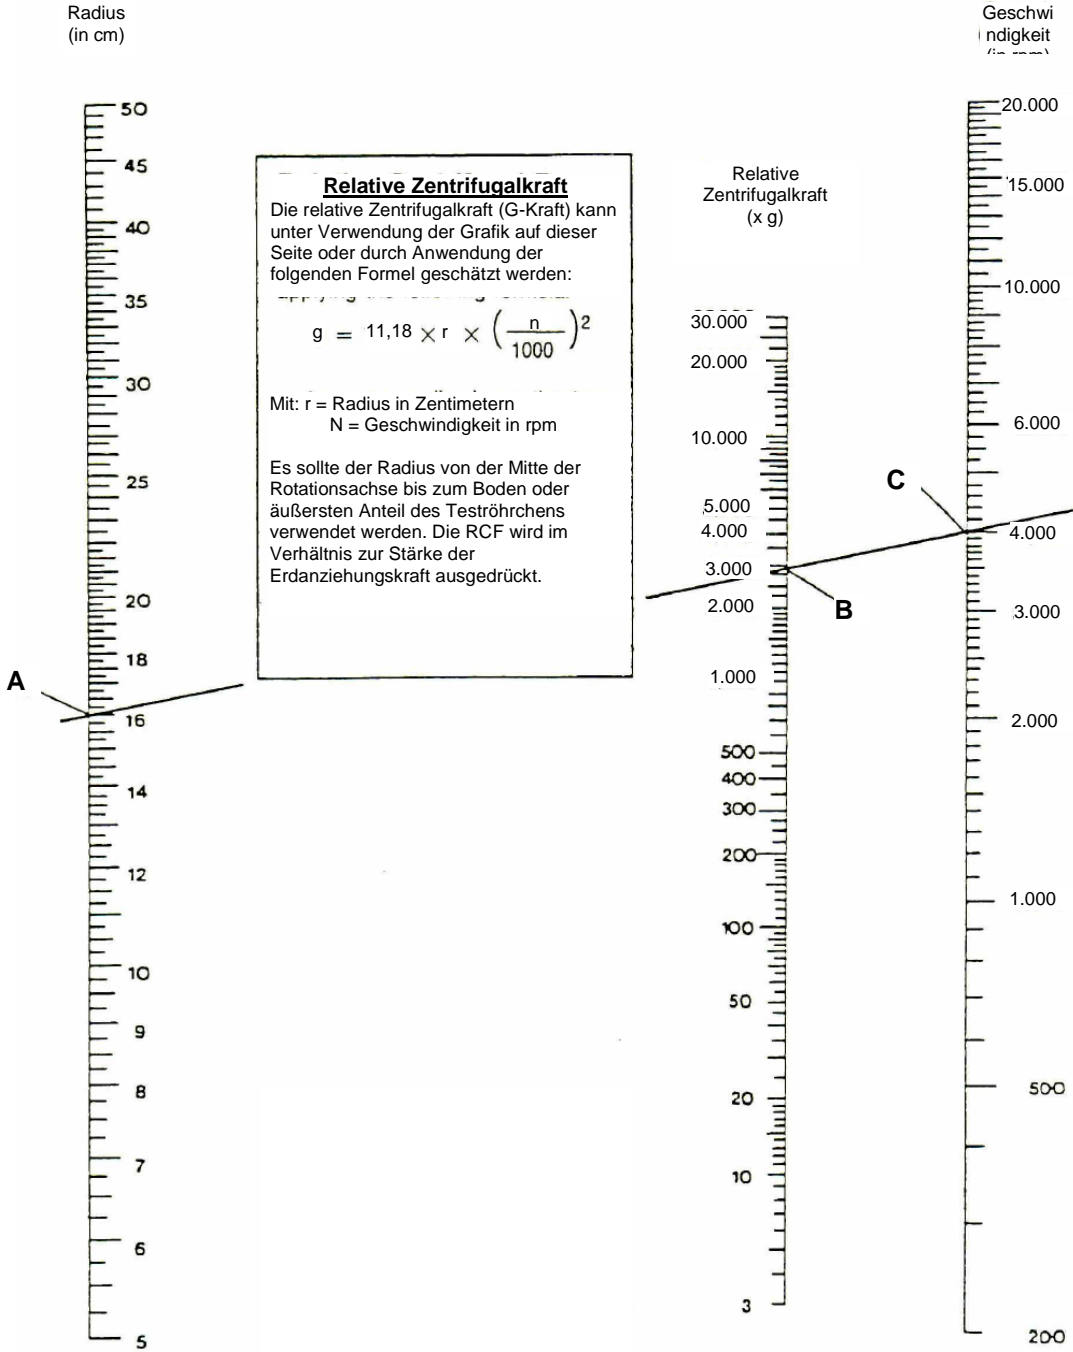 Radius
(in cm)
Geschwi
ndigkeit
(in rpm)
50
45
40
35
30
25
20
18
16
14
12
10
9
8
7
6
5
A
Relative Zentrifugalkraft
Die relative Zentrifugalkraft (G-Kraft) kann
unter Verwendung der Grafik auf dieser
Seite oder durch Anwendung der
folgenden Formel geschätzt werden:
g = 11,18 × r × ( n / 1000 )²
Mit: r = Radius in Zentimetern
N = Geschwindigkeit in rpm
Es sollte der Radius von der Mitte der
Rotationsachse bis zum Boden oder
äußersten Anteil des Teströhrchens
verwendet werden. Die RCF wird im
Verhältnis zur Stärke der
Erdanziehungskraft ausgedrückt.
Relative
Zentrifugalkraft
(x g)
30.000
20.000
10.000
5.000
4.000
3.000
2.000
1.000
500
400
300
200
100
50
20
10
3
B
C
20.000
15.000
10.000
6.000
4.000
3.000
2.000
1.000
500
200